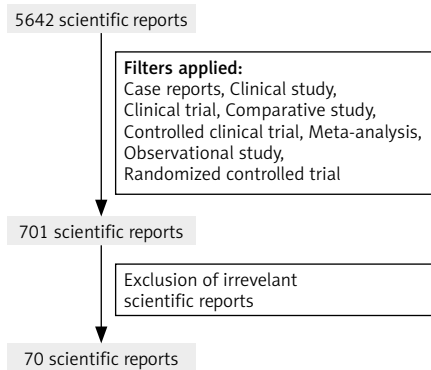 5642 scientific reports
Filters applied:
Case reports, Clinical study,
Clinical trial, Comparative study,
Controlled clinical trial, Meta-analysis,
Observational study,
Randomized controlled trial
701 scientific reports
Exclusion of irrevelant
scientific reports
70 scientific reports